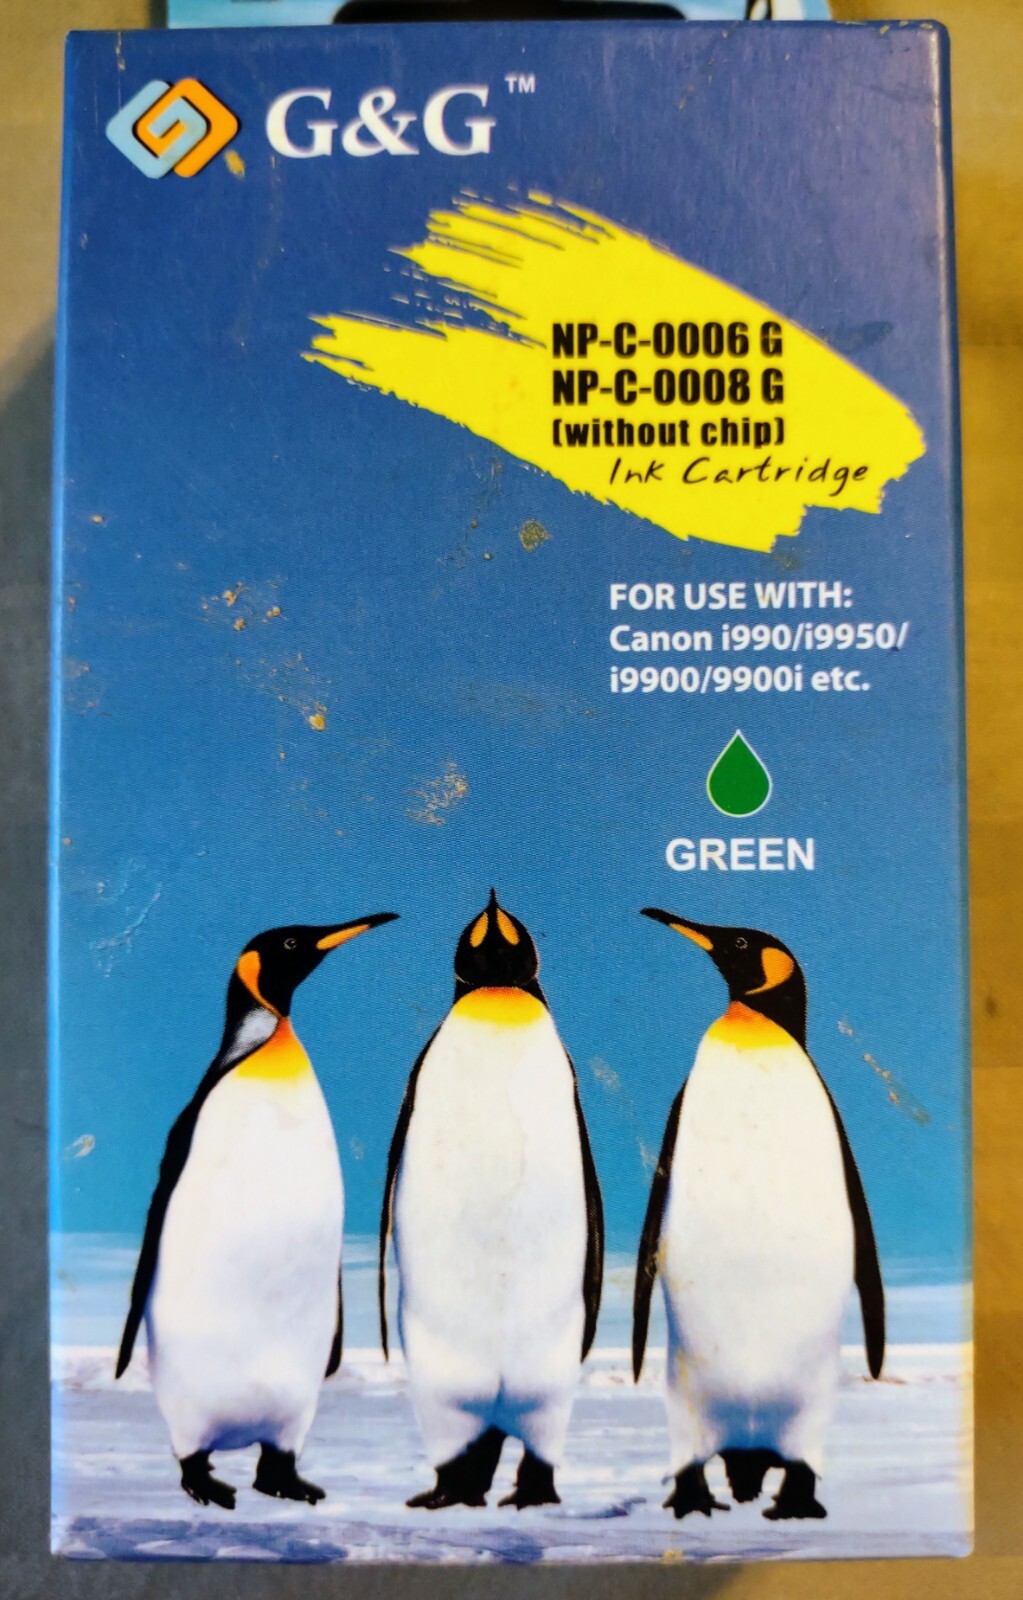 G&G™
NP-C-0006 G
NP-C-0008 G
(without chip)
Ink Cartridge
FOR USE WITH:
Canon i990/i9950/
i9900/9900i etc.
GREEN